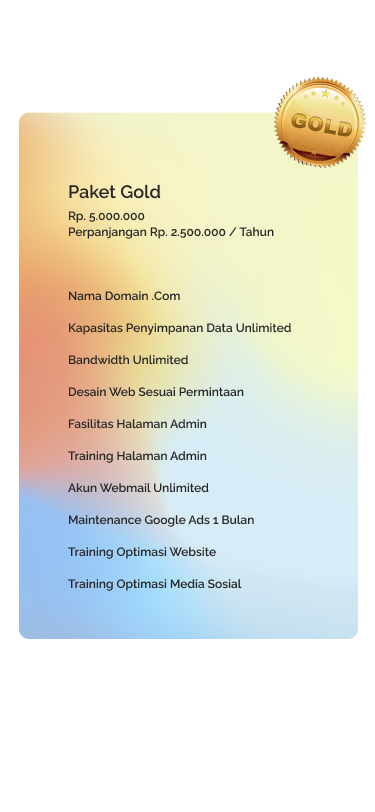 GOLD
Paket Gold
Rp. 5.000.000
Perpanjangan Rp. 2.500.000 / Tahun
Nama Domain .Com
Kapasitas Penyimpanan Data Unlimited
Bandwidth Unlimited
Desain Web Sesuai Permintaan
Fasilitas Halaman Admin
Training Halaman Admin
Akun Webmail Unlimited
Maintenance Google Ads 1 Bulan
Training Optimasi Website
Training Optimasi Media Sosial